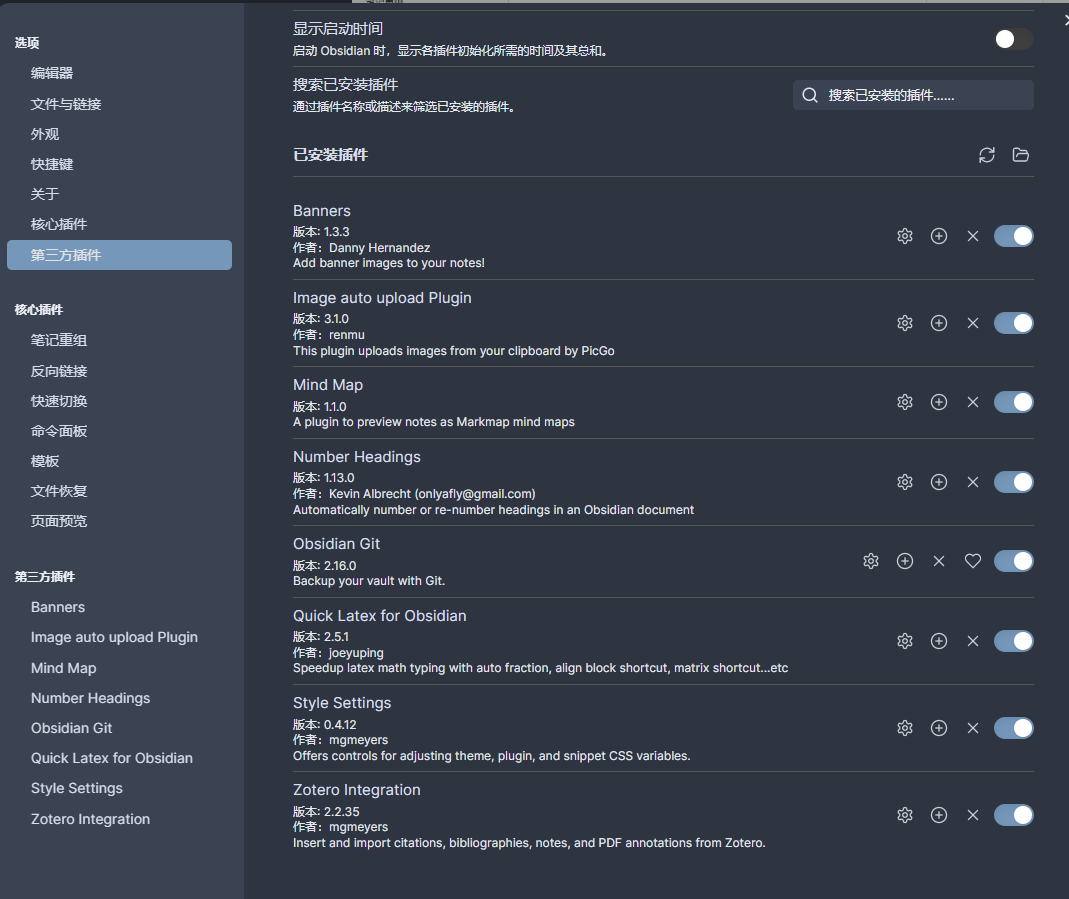 选项
编辑器
文件与链接
外观
快捷键
关于
核心插件
第三方插件
核心插件
笔记重组
反向链接
快速切换
命令面板
模板
文件恢复
页面预览
第三方插件
Banners
Image auto upload Plugin
Mind Map
Number Headings
Obsidian Git
Quick Latex for Obsidian
Style Settings
Zotero Integration
显示启动时间
启动 Obsidian 时，显示各插件初始化所需的时间及其总和。
搜索已安装插件
通过插件名称或描述来筛选已安装的插件。
搜索已安装的插件......
已安装插件
Banners
版本: 1.3.3
作者：Danny Hernandez
Add banner images to your notes!
Image auto upload Plugin
版本: 3.1.0
作者：renmu
This plugin uploads images from your clipboard by PicGo
Mind Map
版本: 1.1.0
A plugin to preview notes as Markmap mind maps
Number Headings
版本: 1.13.0
作者：Kevin Albrecht (onlyafly@gmail.com)
Automatically number or re-number headings in an Obsidian document
Obsidian Git
版本: 2.16.0
Backup your vault with Git.
Quick Latex for Obsidian
版本: 2.5.1
作者：joeyuping
Speedup latex math typing with auto fraction, align block shortcut, matrix shortcut...etc
Style Settings
版本: 0.4.12
作者：mgmeyers
Offers controls for adjusting theme, plugin, and snippet CSS variables.
Zotero Integration
版本: 2.2.35
作者：mgmeyers
Insert and import citations, bibliographies, notes, and PDF annotations from Zotero.